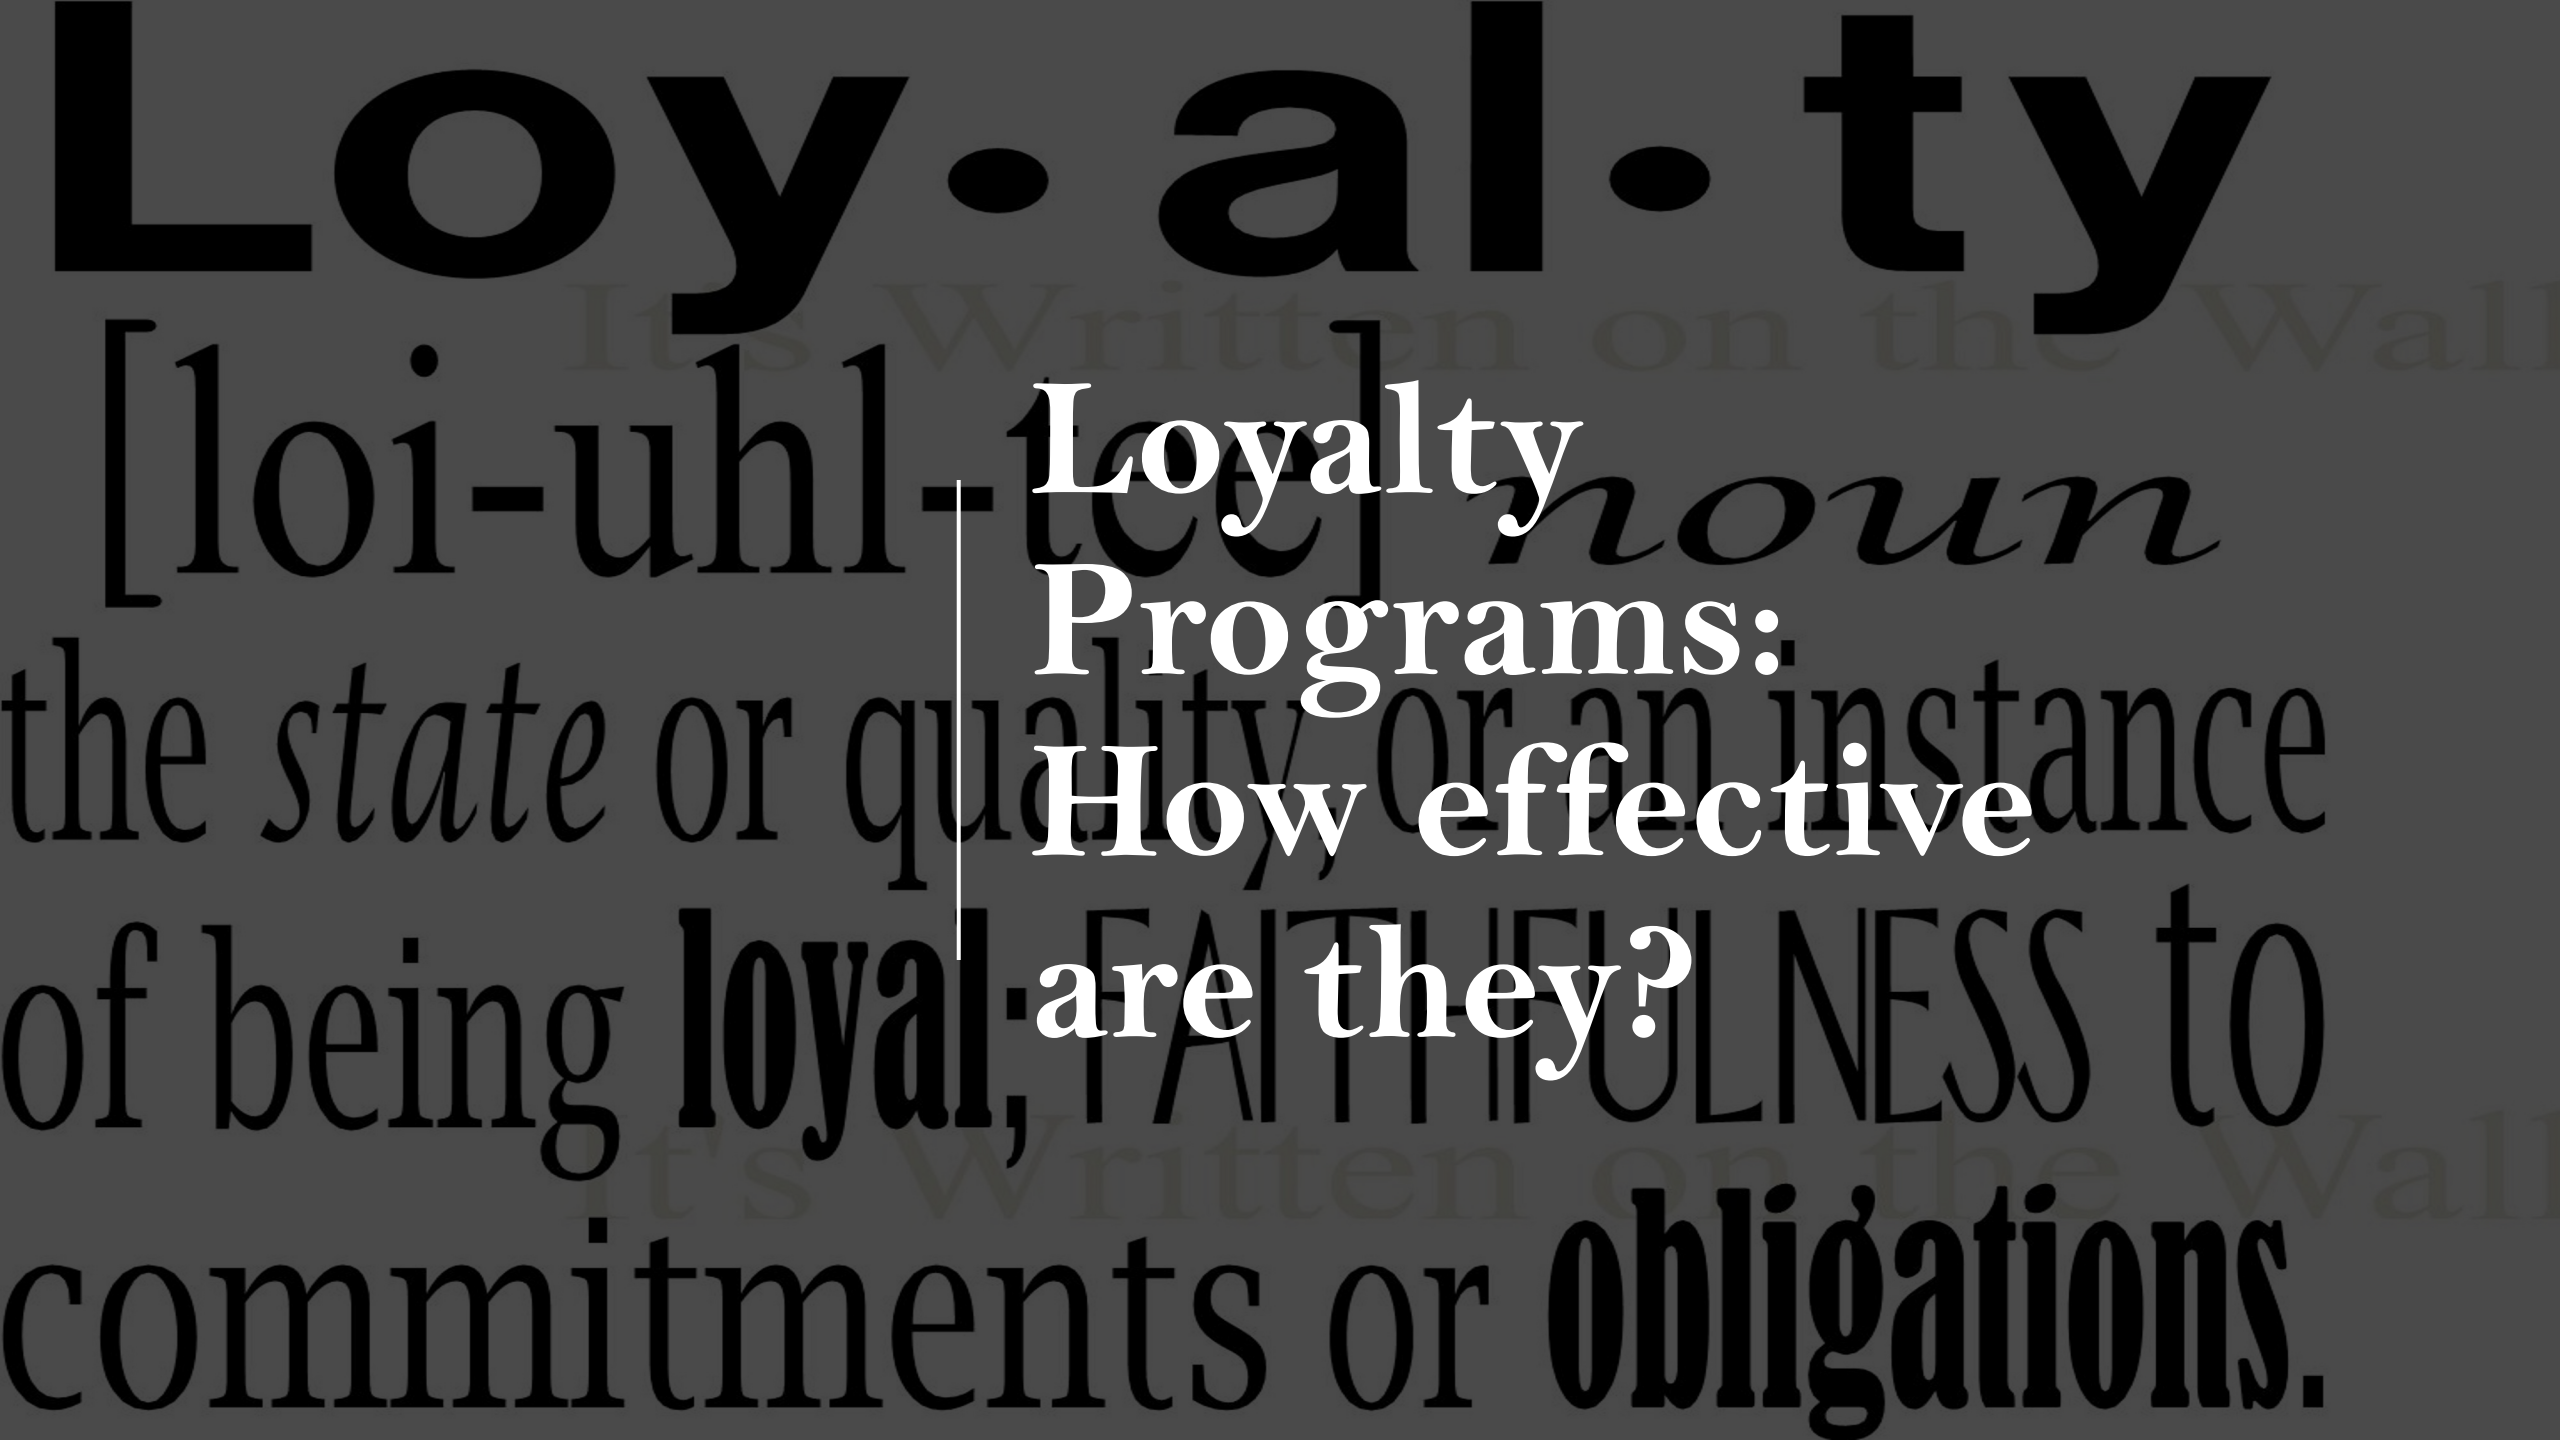 Loy·al·ty
It's Written on the Wall
[loi-uhl-tee] noun
the state or quality, or an instance
of being loyal; FAITHFULNESS to
It's Written on the Wall
commitments or obligations.
Loyalty
Programs:
How effective
are they?